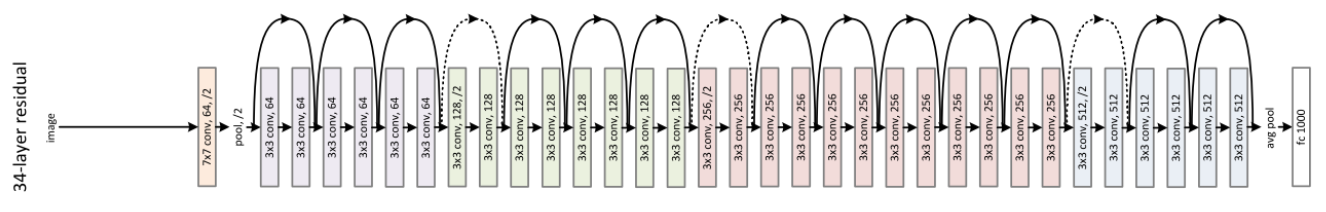 34-layer residual
image
7x7 conv, 64, /2
pool, /2
3x3 conv, 64
3x3 conv, 64
3x3 conv, 64
3x3 conv, 64
3x3 conv, 64
3x3 conv, 64
3x3 conv, 128, /2
3x3 conv, 128
3x3 conv, 128
3x3 conv, 128
3x3 conv, 128
3x3 conv, 128
3x3 conv, 128
3x3 conv, 128
3x3 conv, 256, /2
3x3 conv, 256
3x3 conv, 256
3x3 conv, 256
3x3 conv, 256
3x3 conv, 256
3x3 conv, 256
3x3 conv, 256
3x3 conv, 256
3x3 conv, 256
3x3 conv, 256
3x3 conv, 256
3x3 conv, 512, /2
3x3 conv, 512
3x3 conv, 512
3x3 conv, 512
3x3 conv, 512
3x3 conv, 512
avg pool
fc 1000